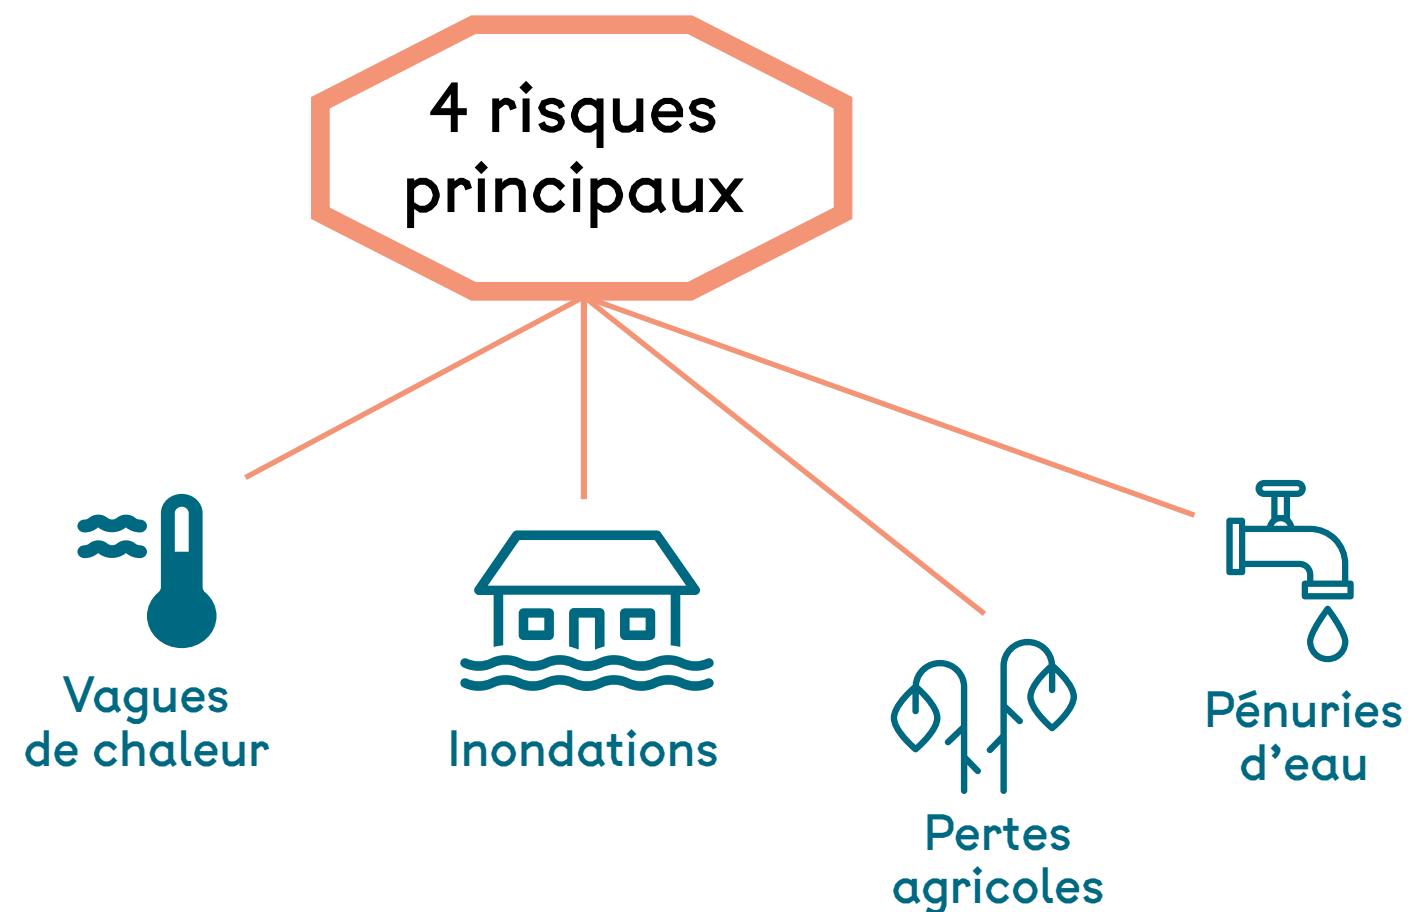 4 risques
principaux
Vagues
de chaleur
Inondations
Pertes
agricoles
Pénuries
d’eau